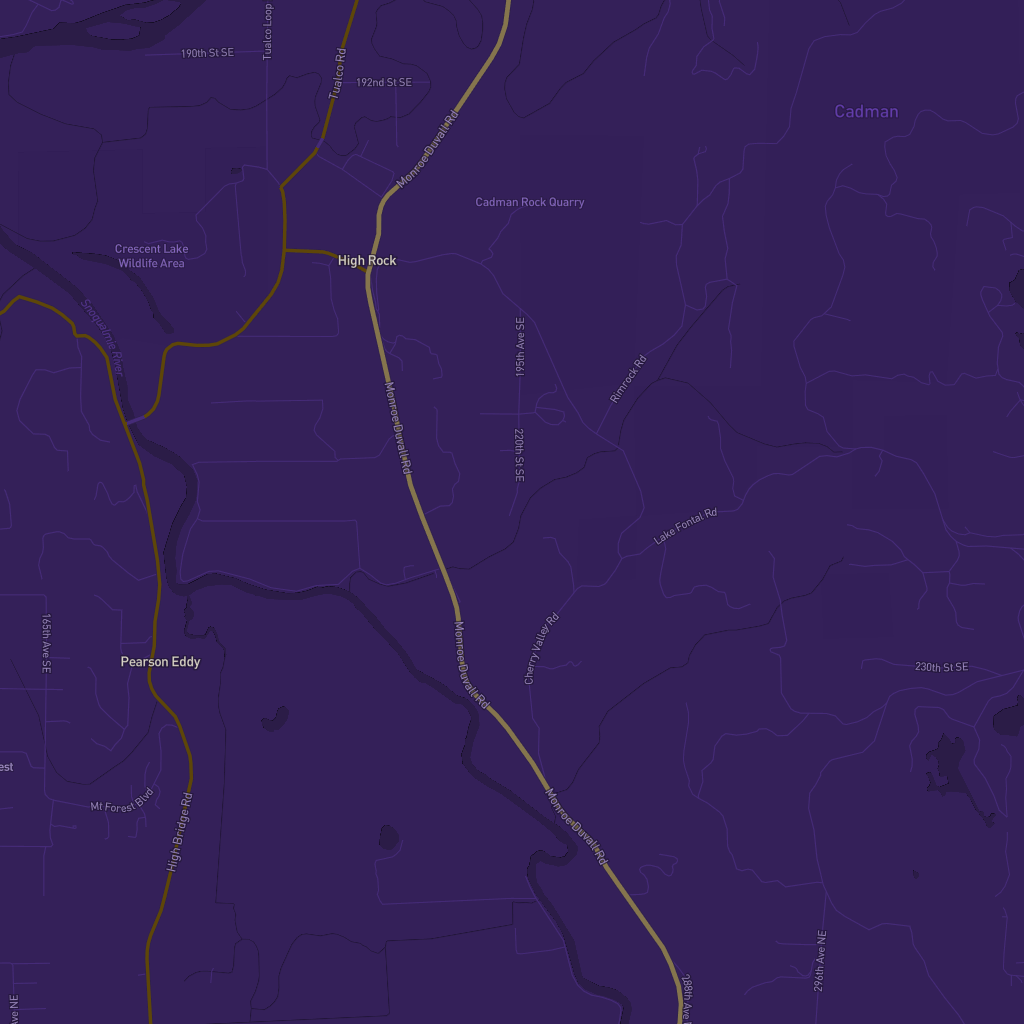 Tualco Loop
190th St SE
Tualco Rd
192nd St SE
Cadman
Monroe Duvall Rd
Cadman Rock Quarry
Crescent Lake
Wildlife Area
High Rock
Snoqualmie River
195th Ave SE
Rimrock Rd
Monroe Duvall Rd
220th St SE
Lake Fontal Rd
165th Ave SE
Cherry Valley Rd
Monroe Duvall Rd
Pearson Eddy
230th St SE
est
Mt Forest Blvd
High Bridge Rd
Monroe Duvall Rd
296th Ave NE
288th Ave
Ave NE